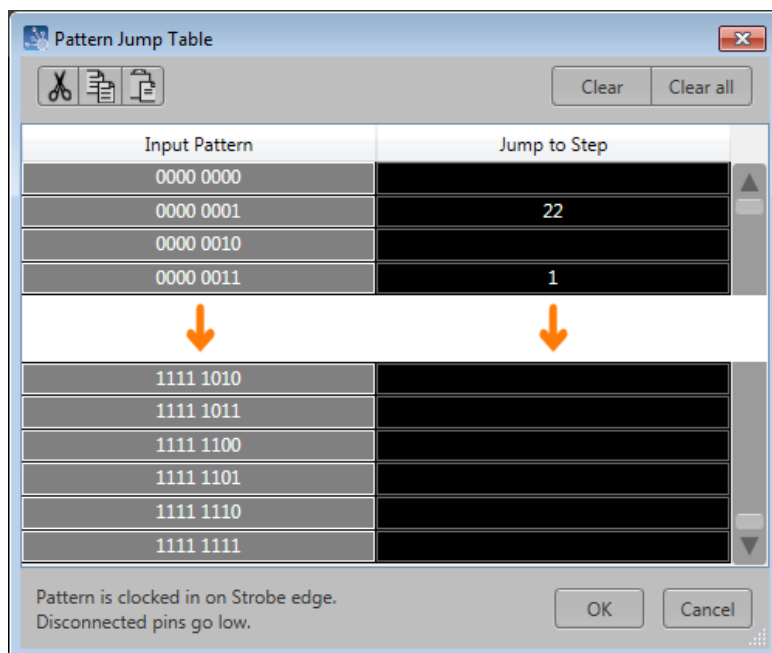 Pattern Jump Table
Clear Clear all
Input Pattern Jump to Step
0000 0000
0000 0001 22
0000 0010
0000 0011 1
1111 1010
1111 1011
1111 1100
1111 1101
1111 1110
1111 1111
Pattern is clocked in on Strobe edge.
Disconnected pins go low.
OK Cancel